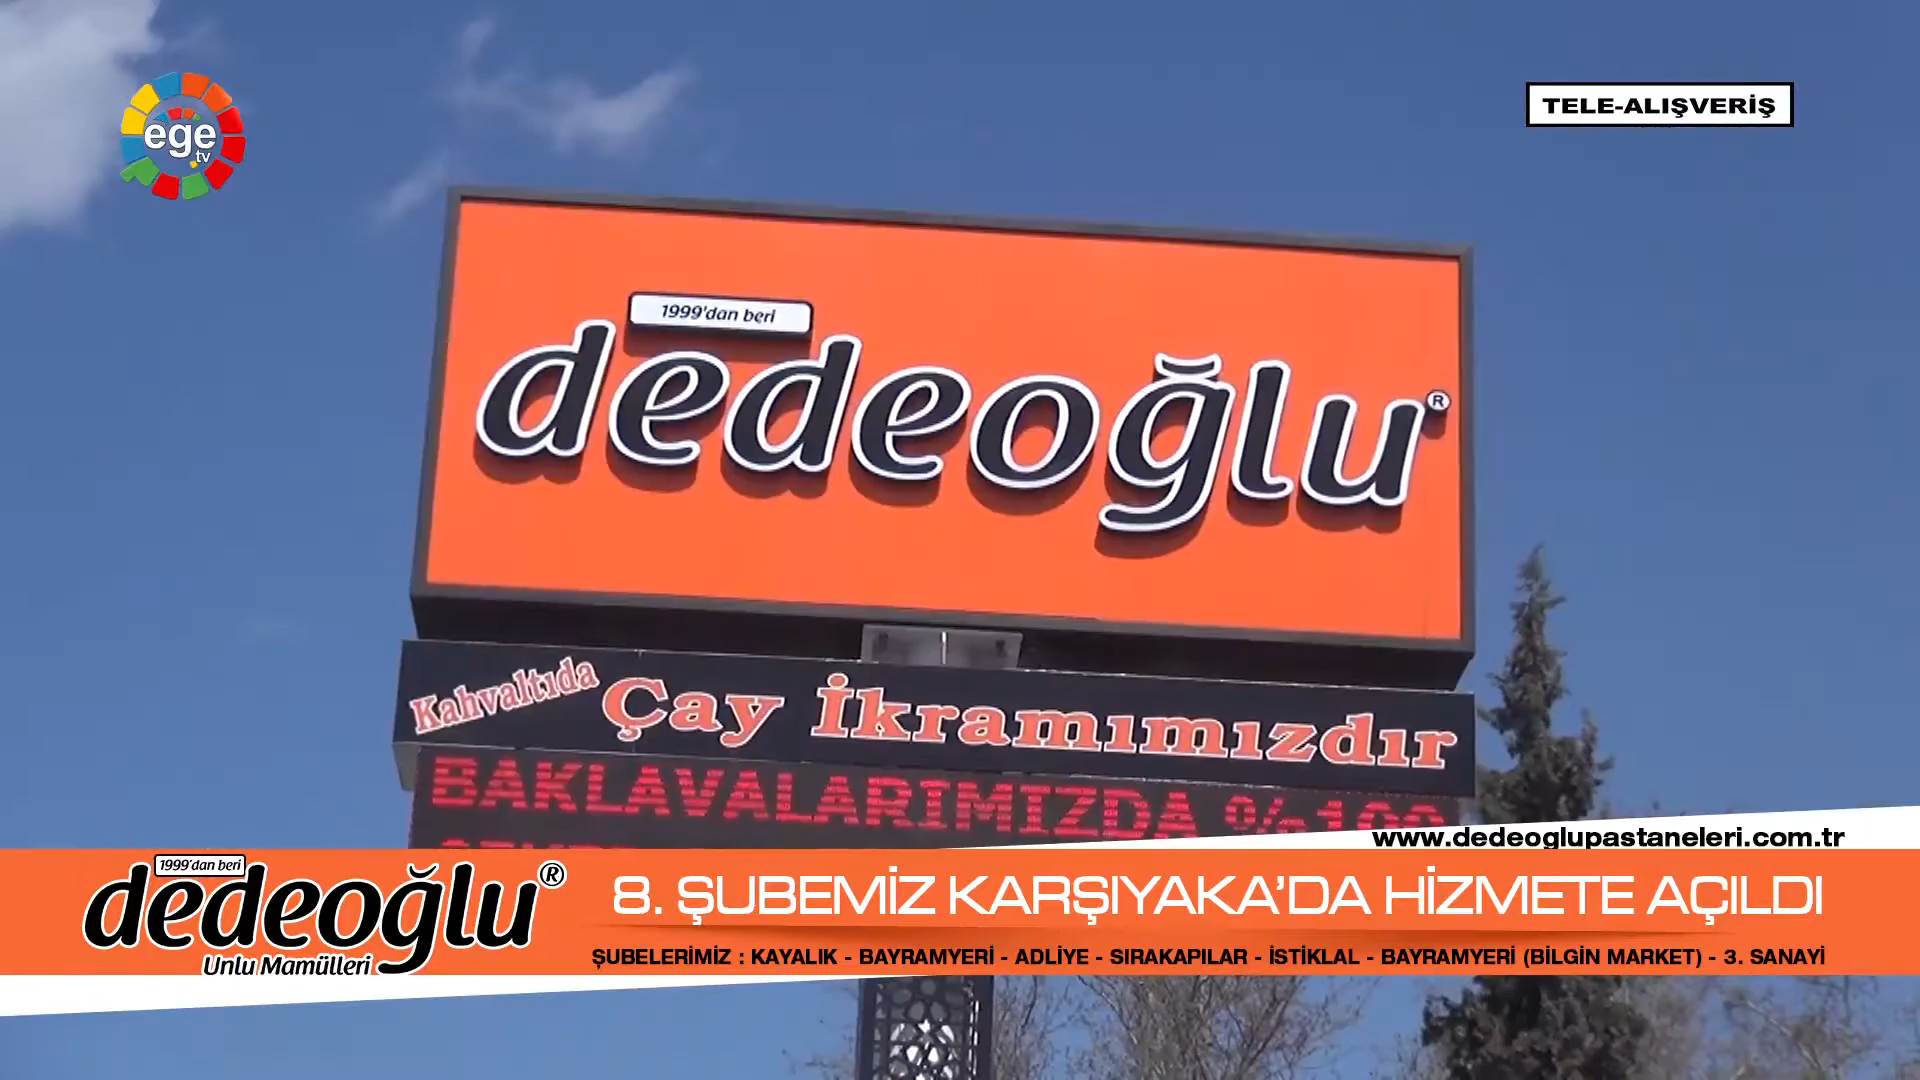 ege
tv
TELE-ALIŞVERİŞ
1999'dan beri
dedeoğlu®
Kahvaltıda Çay İkramımızdır
BAKLAVALARIMIZDA %100
www.dedeoglupastaneleri.com.tr
1999'dan beri
dedeoğlu®
Unlu Mamülleri
8. ŞUBEMİZ KARŞIYAKA'DA HİZMETE AÇILDI
ŞUBELERİMİZ : KAYALIK - BAYRAMYERİ - ADLİYE - SIRAKAPILAR - İSTİKLAL - BAYRAMYERİ (BİLGİN MARKET) - 3. SANAYİ